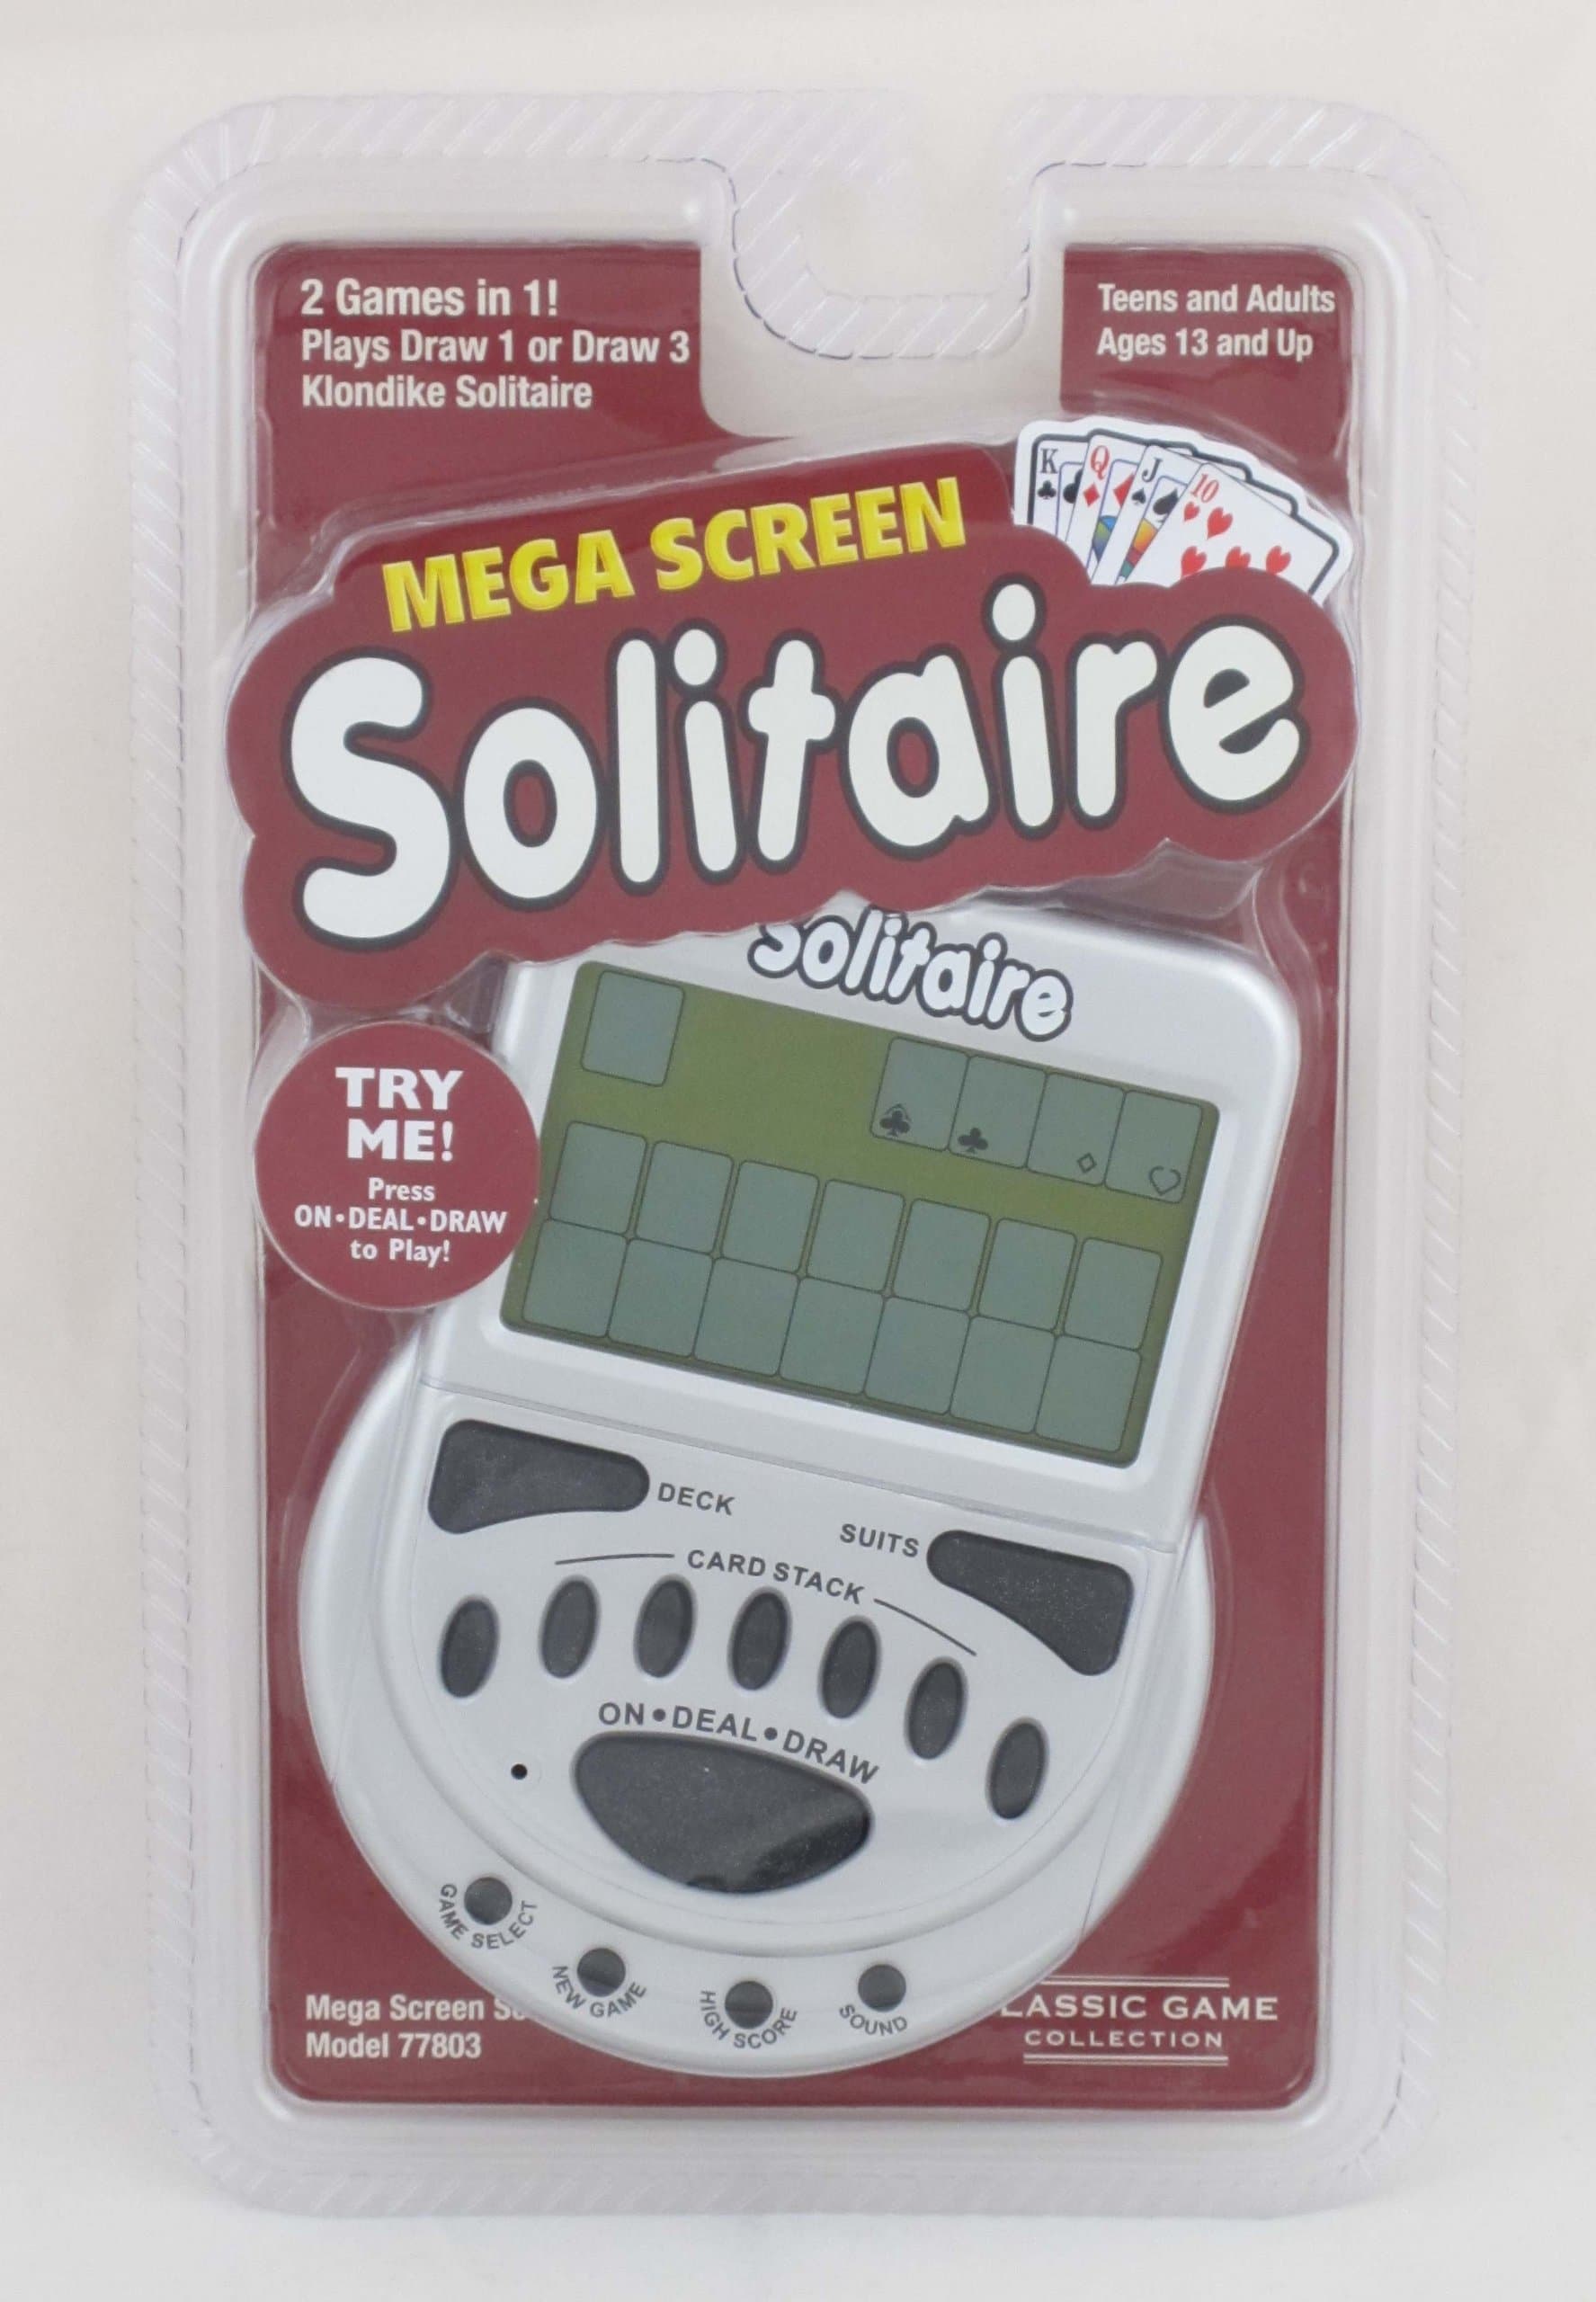 2 Games in 1!
Plays Draw 1 or Draw 3
Klondike Solitaire
Teens and Adults
Ages 13 and Up
K Q J 10
MEGA SCREEN
Solitaire
Solitaire
TRY
ME!
Press
ON•DEAL•DRAW
to Play!
DECK
SUITS
CARD STACK
ON•DEAL•DRAW
GAME SELECT
NEW GAME
HIGH SCORE
SOUND
Mega Screen
Model 77803
CLASSIC GAME
COLLECTION